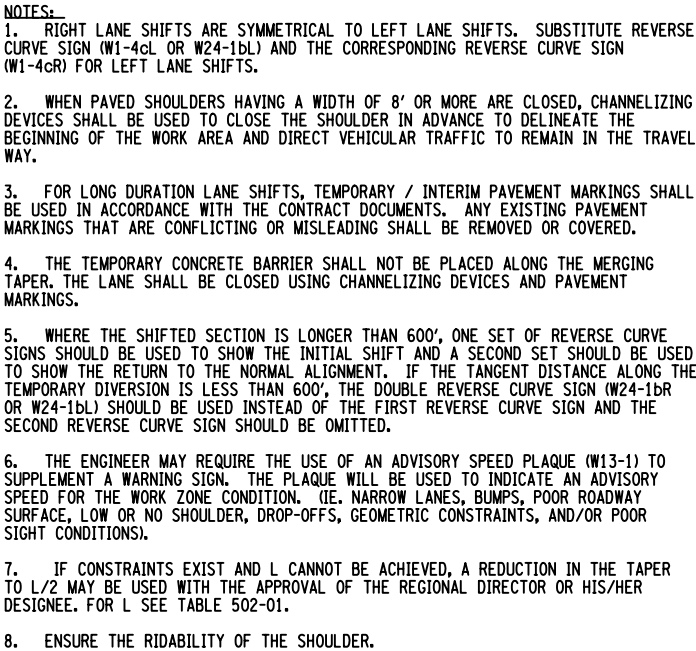 NOTES:
1. RIGHT LANE SHIFTS ARE SYMMETRICAL TO LEFT LANE SHIFTS. SUBSTITUTE REVERSE
CURVE SIGN (W1-4cL OR W24-1bL) AND THE CORRESPONDING REVERSE CURVE SIGN
(W1-4cR) FOR LEFT LANE SHIFTS.
2. WHEN PAVED SHOULDERS HAVING A WIDTH OF 8' OR MORE ARE CLOSED, CHANNELIZING
DEVICES SHALL BE USED TO CLOSE THE SHOULDER IN ADVANCE TO DELINEATE THE
BEGINNING OF THE WORK AREA AND DIRECT VEHICULAR TRAFFIC TO REMAIN IN THE TRAVEL
WAY.
3. FOR LONG DURATION LANE SHIFTS, TEMPORARY / INTERIM PAVEMENT MARKINGS SHALL
BE USED IN ACCORDANCE WITH THE CONTRACT DOCUMENTS. ANY EXISTING PAVEMENT
MARKINGS THAT ARE CONFLICTING OR MISLEADING SHALL BE REMOVED OR COVERED.
4. THE TEMPORARY CONCRETE BARRIER SHALL NOT BE PLACED ALONG THE MERGING
TAPER. THE LANE SHALL BE CLOSED USING CHANNELIZING DEVICES AND PAVEMENT
MARKINGS.
5. WHERE THE SHIFTED SECTION IS LONGER THAN 600', ONE SET OF REVERSE CURVE
SIGNS SHOULD BE USED TO SHOW THE INITIAL SHIFT AND A SECOND SET SHOULD BE USED
TO SHOW THE RETURN TO THE NORMAL ALIGNMENT. IF THE TANGENT DISTANCE ALONG THE
TEMPORARY DIVERSION IS LESS THAN 600', THE DOUBLE REVERSE CURVE SIGN (W24-1bR
OR W24-1bL) SHOULD BE USED INSTEAD OF THE FIRST REVERSE CURVE SIGN AND THE
SECOND REVERSE CURVE SIGN SHOULD BE OMITTED.
6. THE ENGINEER MAY REQUIRE THE USE OF AN ADVISORY SPEED PLAQUE (W13-1) TO
SUPPLEMENT A WARNING SIGN. THE PLAQUE WILL BE USED TO INDICATE AN ADVISORY
SPEED FOR THE WORK ZONE CONDITION. (IE. NARROW LANES, BUMPS, POOR ROADWAY
SURFACE, LOW OR NO SHOULDER, DROP-OFFS, GEOMETRIC CONSTRAINTS, AND/OR POOR
SIGHT CONDITIONS).
7. IF CONSTRAINTS EXIST AND L CANNOT BE ACHIEVED, A REDUCTION IN THE TAPER
TO L/2 MAY BE USED WITH THE APPROVAL OF THE REGIONAL DIRECTOR OR HIS/HER
DESIGNEE. FOR L SEE TABLE 502-01.
8. ENSURE THE RIDABILITY OF THE SHOULDER.